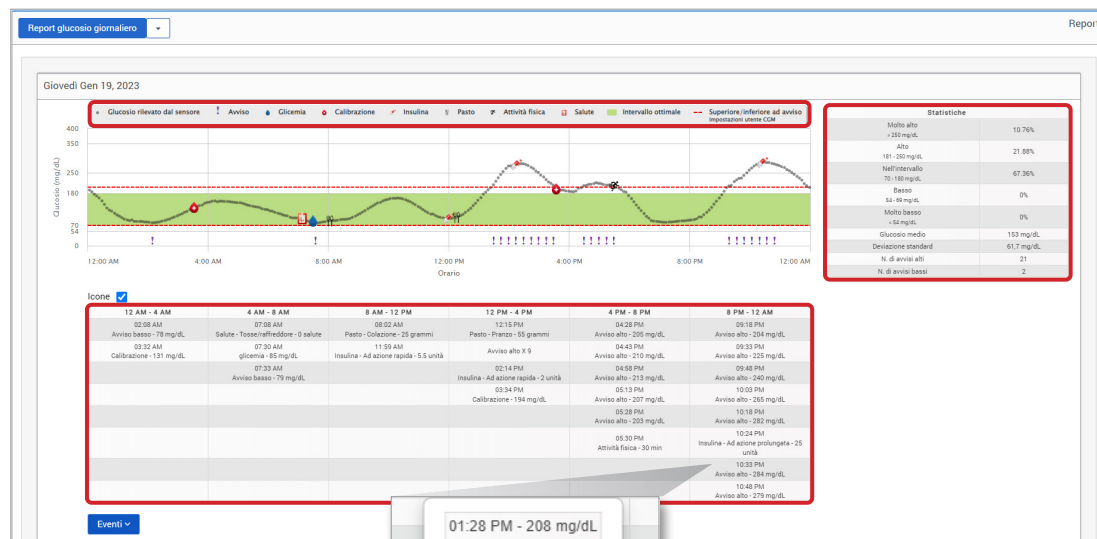 Report glucosio giornaliero
Report
Giovedì Gen 19, 2023
Glucosio rilevato dal sensore ! Avviso Glicemia Calibrazione Insulina Pasto Attività fisica Salute Intervallo ottimale Superiore/inferiore ad avviso
Impostazioni utente CGM
400
350
250
180
70
54
0
Glucosio (mg/dL)
12:00 AM 4:00 AM 8:00 AM 12:00 PM 4:00 PM 8:00 PM 12:00 AM
Orario
Statistiche
Molto alto
> 250 mg/dL
10.76%
Alto
181 - 250 mg/dL
21.88%
Nell'intervallo
70 - 180 mg/dL
67.36%
Basso
54 - 69 mg/dL
0%
Molto basso
< 54 mg/dL
0%
Glucosio medio 153 mg/dL
Deviazione standard 61,7 mg/dL
N. di avvisi alti 21
N. di avvisi bassi 2
Icone
12 AM - 4 AM 4 AM - 8 AM 8 AM - 12 PM 12 PM - 4 PM 4 PM - 8 PM 8 PM - 12 AM
02:08 AM 07:08 AM 08:02 AM 12:15 PM 04:28 PM 09:18 PM
Avviso basso - 78 mg/dL Salute - Tosse/raffreddore - 0 salute Pasto - Colazione - 25 grammi Pasto - Pranzo - 55 grammi Avviso alto - 205 mg/dL Avviso alto - 204 mg/dL
03:32 AM 07:30 AM 11:59 AM Avviso alto X 9 04:43 PM 09:33 PM
Calibrazione - 131 mg/dL glicemia - 85 mg/dL Insulina - Ad azione rapida - 5.5 unità Avviso alto - 210 mg/dL Avviso alto - 225 mg/dL
07:33 AM 02:14 PM 04:58 PM 09:48 PM
Avviso basso - 79 mg/dL Insulina - Ad azione rapida - 2 unità Avviso alto - 213 mg/dL Avviso alto - 240 mg/dL
03:34 PM 05:13 PM 10:03 PM
Calibrazione - 194 mg/dL Avviso alto - 207 mg/dL Avviso alto - 265 mg/dL
05:28 PM 10:18 PM
Avviso alto - 203 mg/dL Avviso alto - 282 mg/dL
05:30 PM 10:24 PM
Attività fisica - 30 min Insulina - Ad azione prolungata - 25
unità
10:33 PM
Avviso alto - 284 mg/dL
10:48 PM
Avviso alto - 279 mg/dL
Eventi
01:28 PM - 208 mg/dL